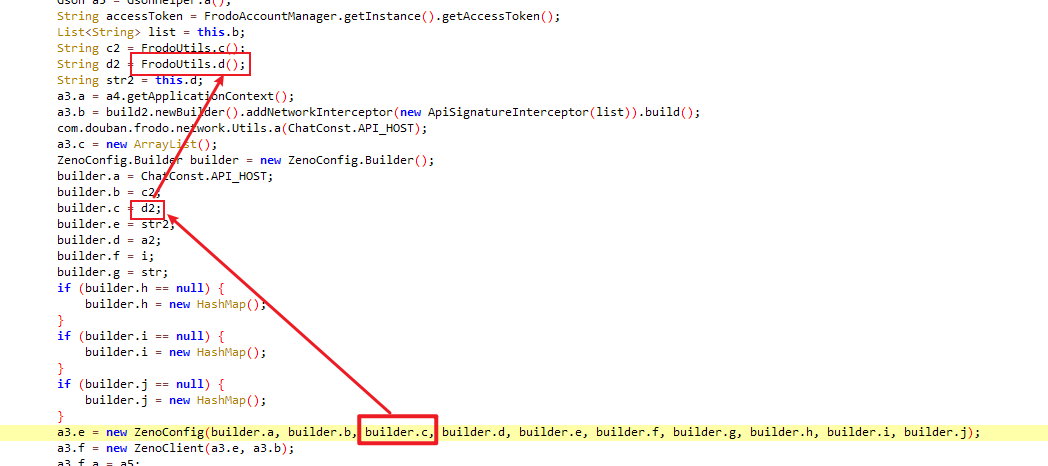 Gson a5 = GsonHelper.a();
String accessToken = FrodoAccountManager.getInstance().getAccessToken();
List<String> list = this.b;
String c2 = FrodoUtils.c();
String d2 = FrodoUtils.d();
String str2 = this.d;
a3.a = a4.getApplicationContext();
a3.b = build2.newBuilder().addNetworkInterceptor(new ApiSignatureInterceptor(list)).build();
com.douban.frodo.network.Utils.a(ChatConst.API_HOST);
a3.c = new ArrayList();
ZenoConfig.Builder builder = new ZenoConfig.Builder();
builder.a = ChatConst.API_HOST;
builder.b = c2;
builder.c = d2;
builder.e = str2;
builder.d = a2;
builder.f = i;
builder.g = str;
if (builder.h == null) {
builder.h = new HashMap();
}
if (builder.i == null) {
builder.i = new HashMap();
}
if (builder.j == null) {
builder.j = new HashMap();
}
a3.e = new ZenoConfig(builder.a, builder.b, builder.c, builder.d, builder.e, builder.f, builder.g, builder.h, builder.i, builder.j);
a3.f = new ZenoClient(a3.e, a3.b);
a3.f.a = a5;